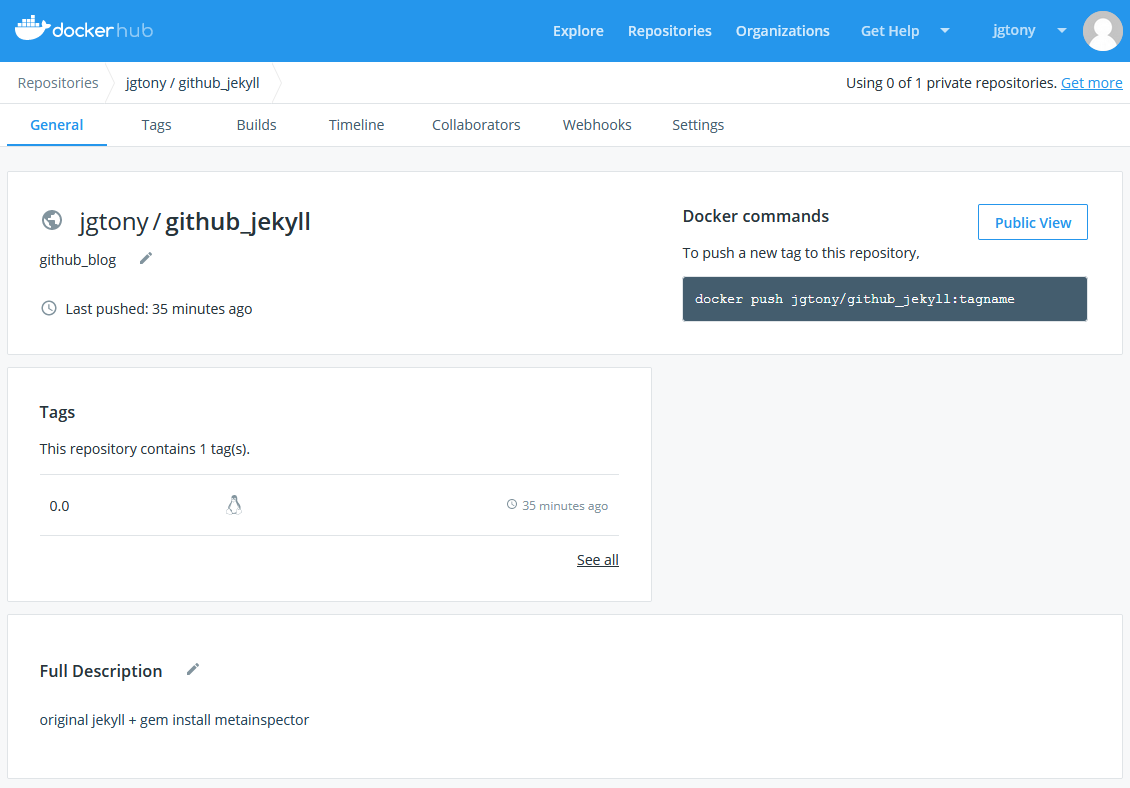 dockerhub
Explore Repositories Organizations Get Help jgtony
Repositories jgtony / github_jekyll Using 0 of 1 private repositories. Get more
General Tags Builds Timeline Collaborators Webhooks Settings
jgtony / github_jekyll
github_blog
Last pushed: 35 minutes ago
Docker commands
Public View
To push a new tag to this repository,
docker push jgtony/github_jekyll:tagname
Tags
This repository contains 1 tag(s).
0.0 35 minutes ago
See all
Full Description
original jekyll + gem install metainspector